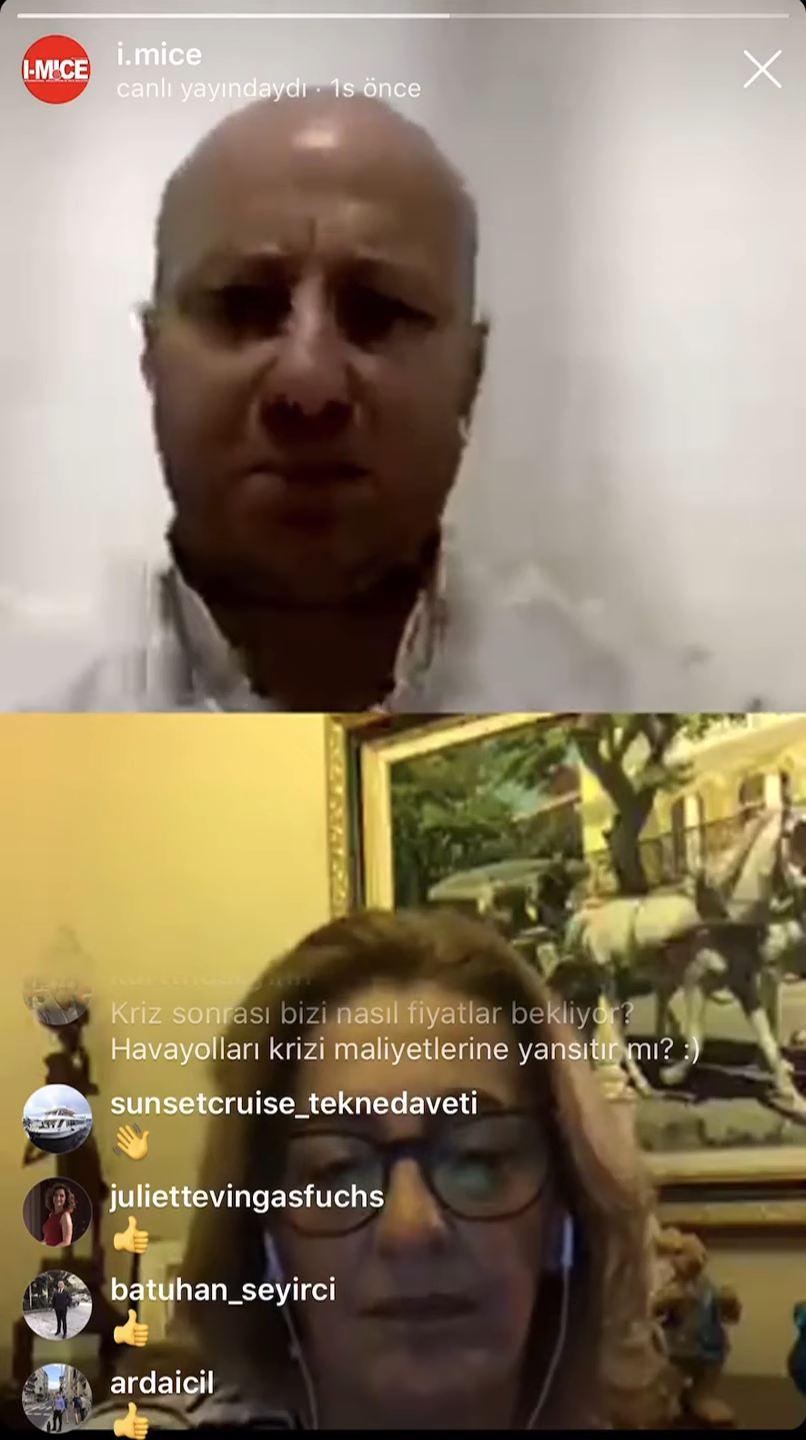 I-MICE
i.mice
canlı yayındaydı · 1s önce
Kriz sonrası bizi nasıl fiyatlar bekliyor?
Havayolları krizi maliyetlerine yansıtır mı? :)
sunsetcruise_teknedaveti
👋
juliettevingasfuchs
👍
batuhan_seyirci
👍
ardaicil
👍